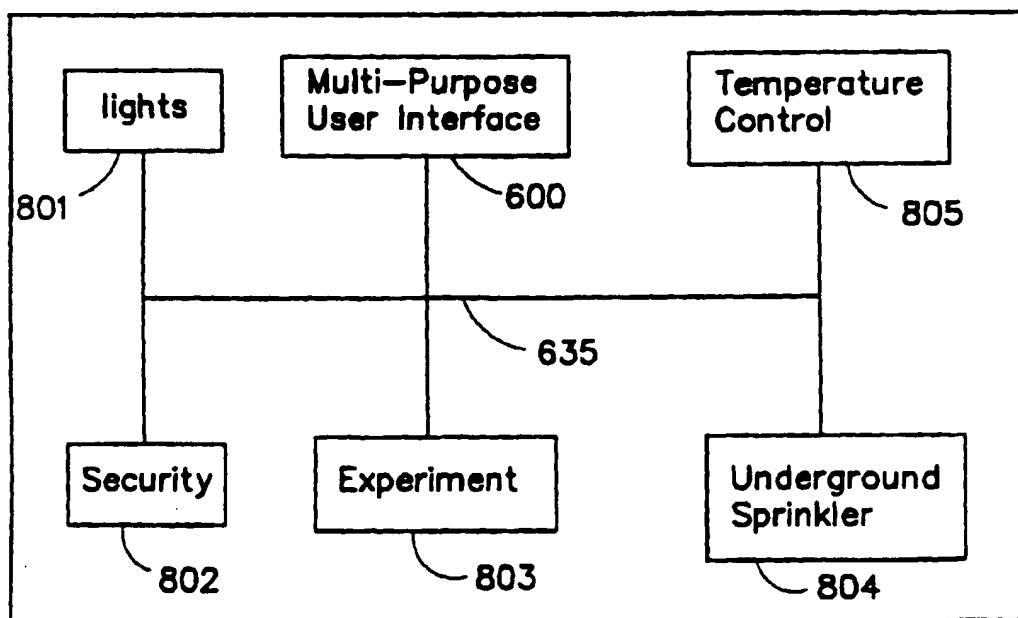 lights
Multi-Purpose
User Interface
Temperature
Control
801
600
805
635
Security
Experiment
Underground
Sprinkler
802
803
804